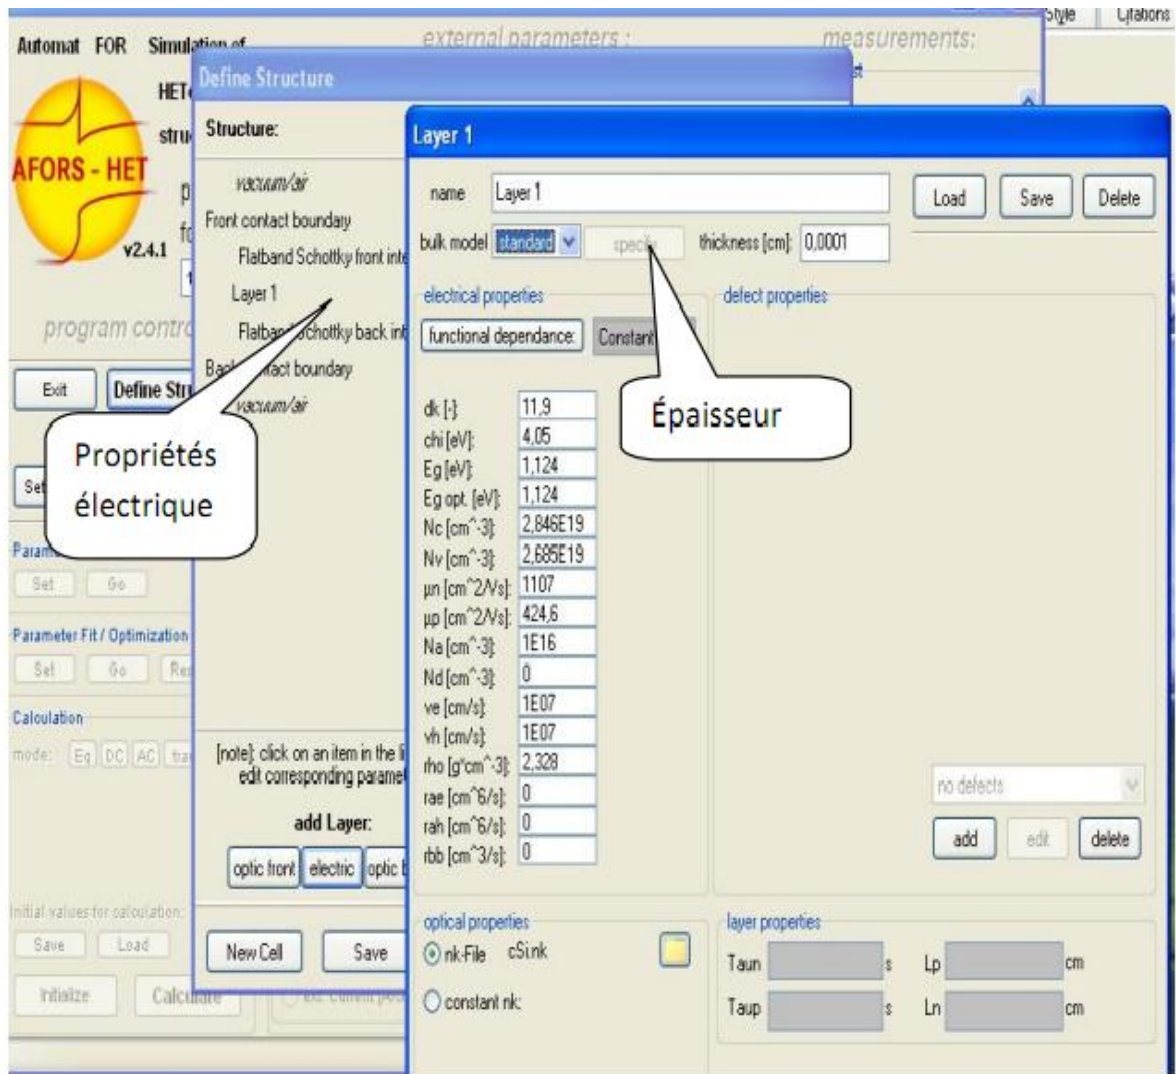 Style
Citations
external parameters :
measurements:
Automat FOR Simulation of
HET
stru
AFORS - HET
v2.4.1
program contro
Exit
Define Stru
Set
Param
Set
Go
Parameter Fit / Optimization
Set
Go
Res
Calculation
mode:
Eq
DC
AC
tra
Initial values for calculation:
Save
Load
Initialize
Calculate
Define Structure
Structure:
vacuum/air
Front contact boundary
Flatband Schottky front inte
Layer 1
Flatband Schottky back int
Back contact boundary
vacuum/air
[note]: click on an item in the li
edit corresponding parame
add Layer:
optic front
electric
optic b
New Cell
Save
Propriétés
électrique
Layer 1
name
Layer 1
Load
Save
Delete
bulk model
standard
specify
thickness [cm]:
0,0001
electrical properties
functional dependance:
Constant
Épaisseur
dk [-]: 11,9
chi [eV]: 4,05
Eg [eV]: 1,124
Eg opt. [eV]: 1,124
Nc [cm^-3]: 2,846E19
Nv [cm^-3]: 2,685E19
µn [cm^2/Vs]: 1107
µp [cm^2/Vs]: 424,6
Na [cm^-3]: 1E16
Nd [cm^-3]: 0
ve [cm/s]: 1E07
vh [cm/s]: 1E07
rho [g*cm^-3]: 2,328
rae [cm^6/s]: 0
rah [cm^6/s]: 0
rbb [cm^3/s]: 0
defect properties
no defects
add
edit
delete
optical properties
nk-File
cSi.nk
constant nk:
layer properties
Taun
s
Lp
cm
Taup
s
Ln
cm